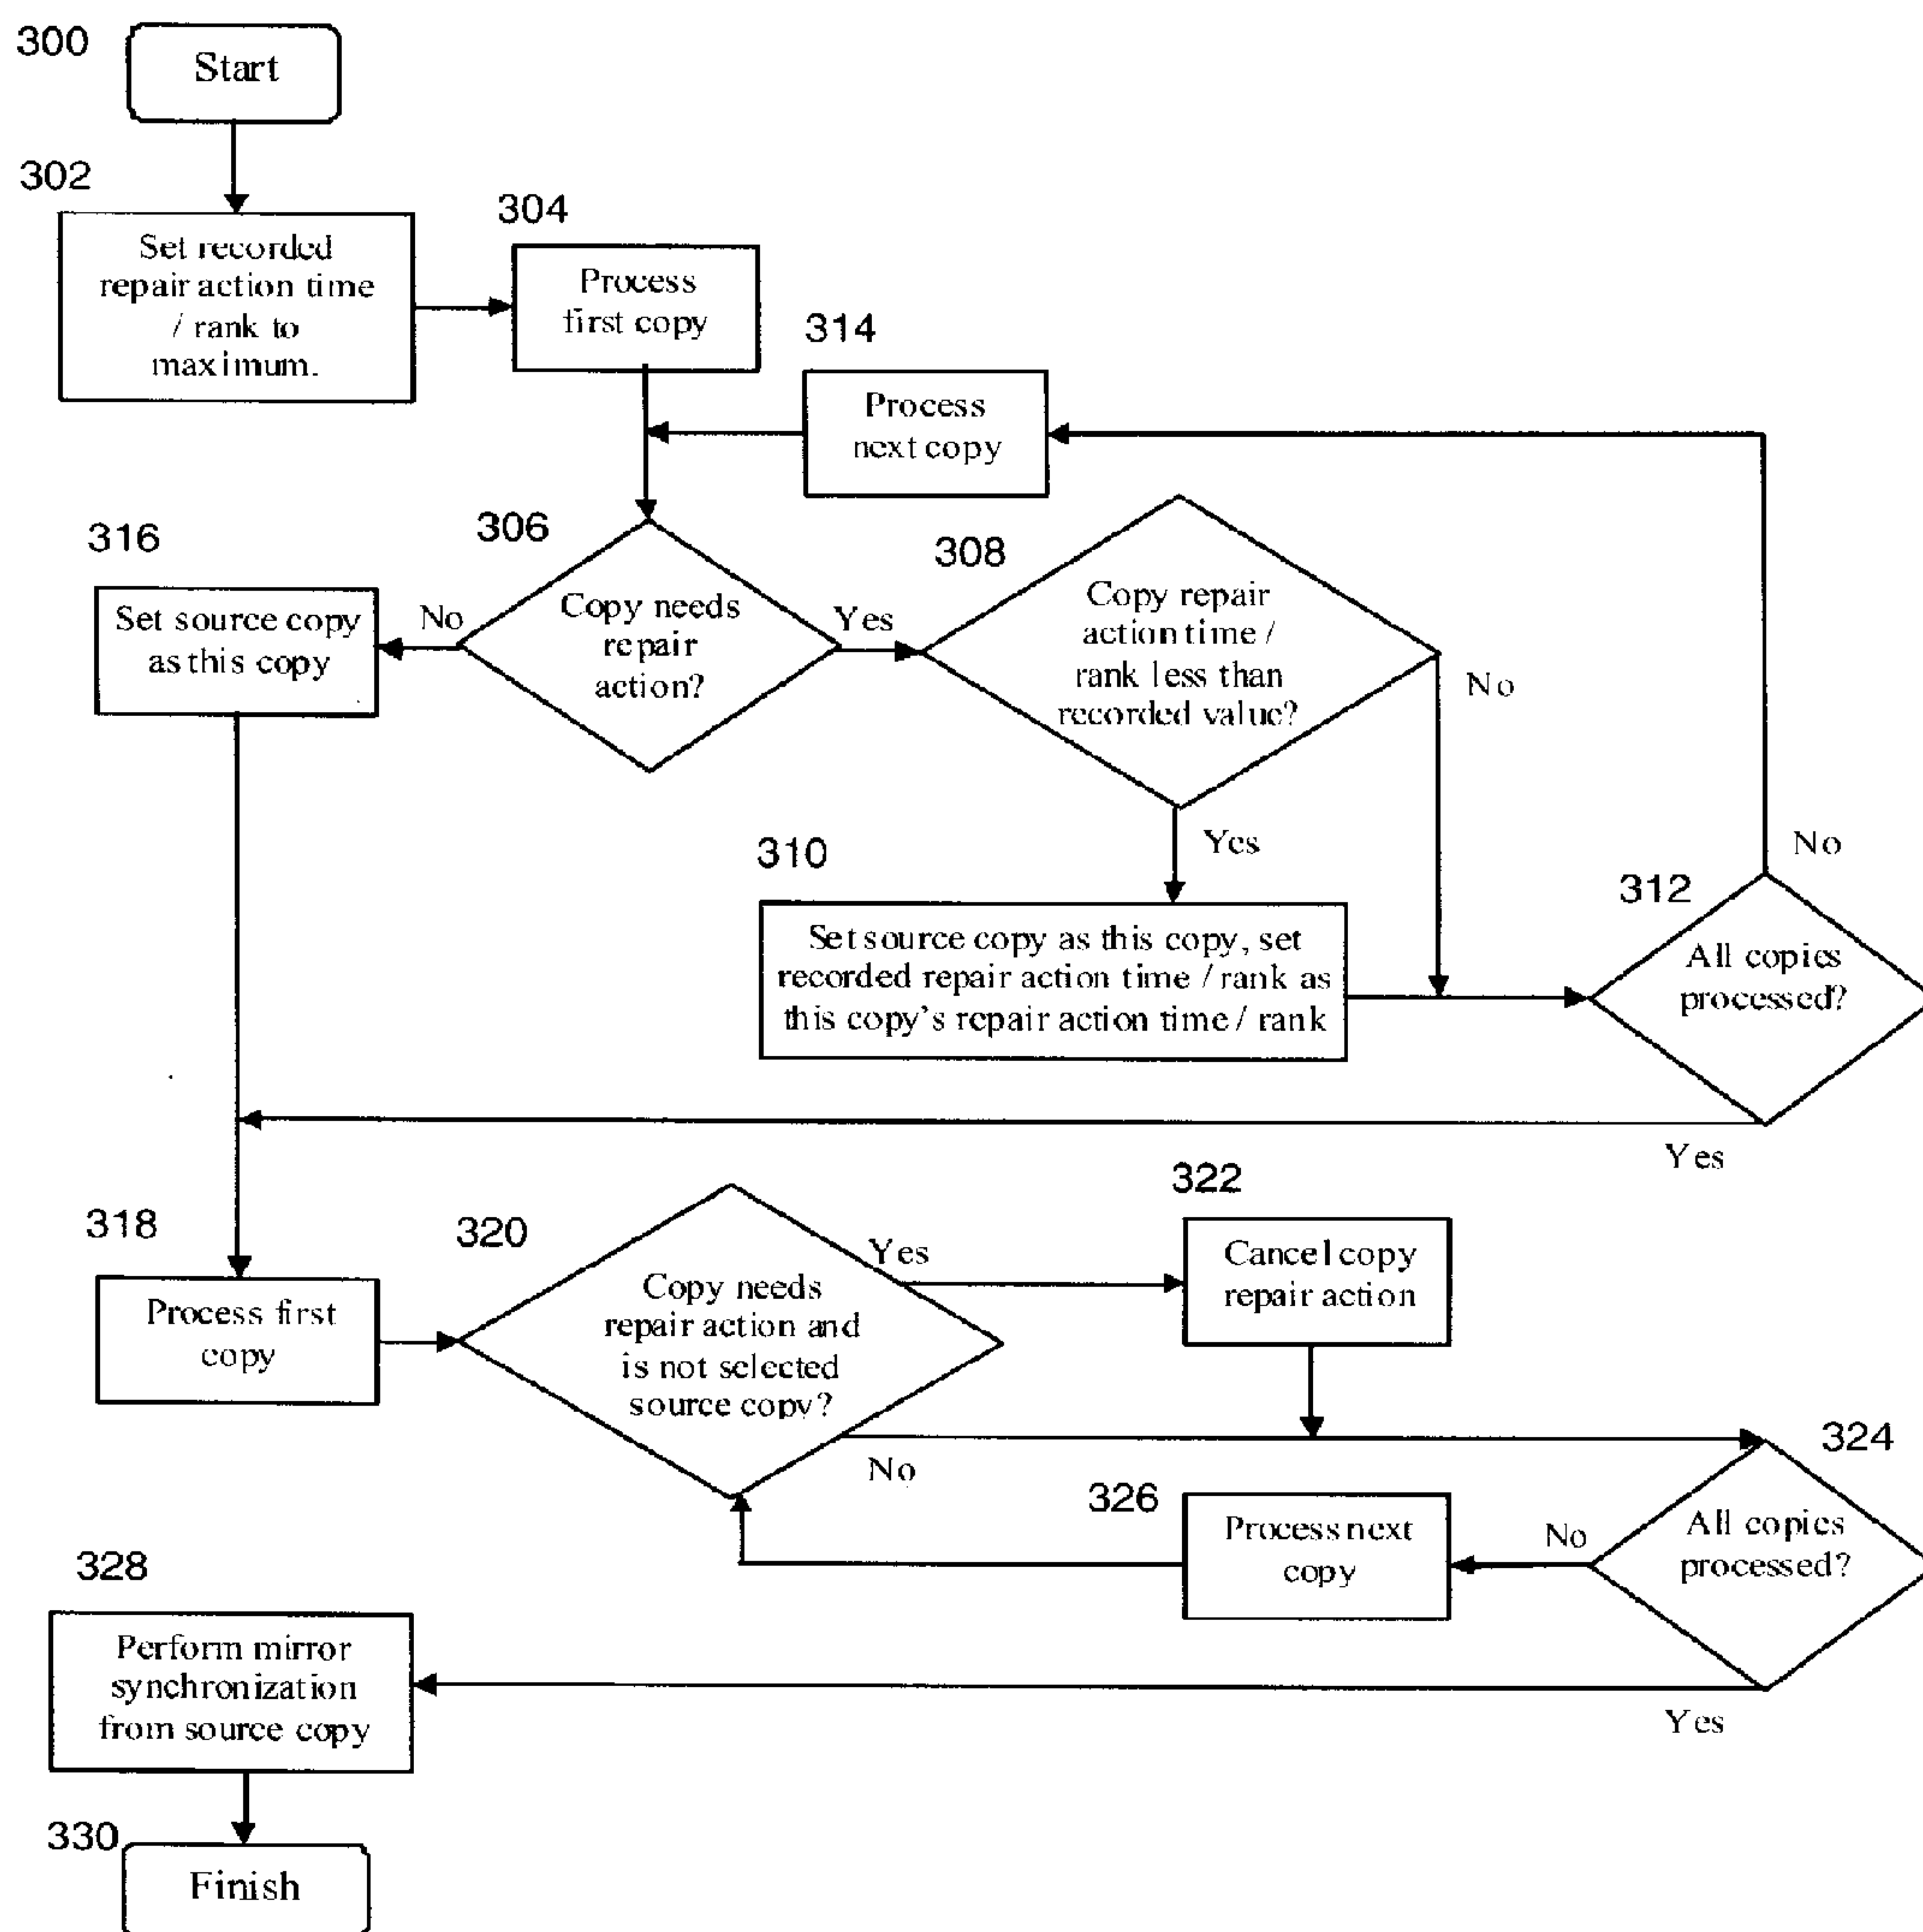 300
Start
302
Set recorded
repair action time
/ rank to
maximum.
304
Process
first copy
314
Process
next copy
316
Set source copy
as this copy
No
306
Copy needs
repair
action?
Yes
308
Copy repair
action time /
rank less than
recorded value?
No
Yes
310
Set source copy as this copy, set
recorded repair action time / rank as
this copy's repair action time / rank
No
312
All copies
processed?
Yes
318
Process first
copy
320
Copy needs
repair action and
is not selected
source copy?
Yes
322
Cancel copy
repair action
No
324
All copies
processed?
No
326
Process next
copy
Yes
328
Perform mirror
synchronization
from source copy
330
Finish